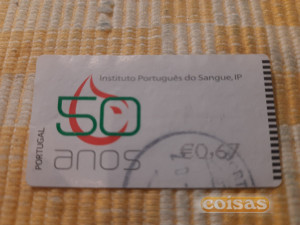 Instituto Português do Sangue, IP
50
anos
PORTUGAL
€0,67
coisas